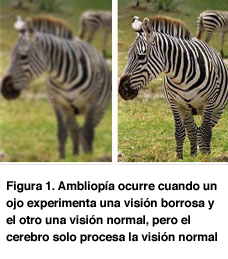 Figura 1. Ambliopía ocurre cuando un
ojo experimenta una visión borrosa y
el otro una visión normal, pero el
cerebro solo procesa la visión normal